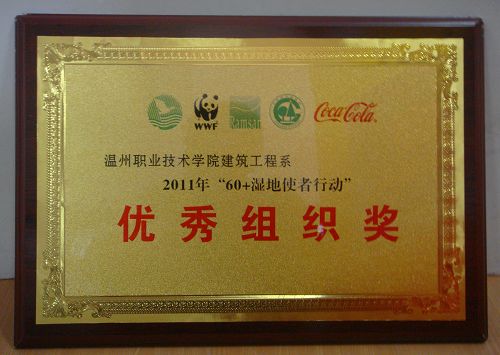 WWF Ramsar Coca-Cola
温州职业技术学院建筑工程系
2011年“60+湿地使者行动”
优秀组织奖